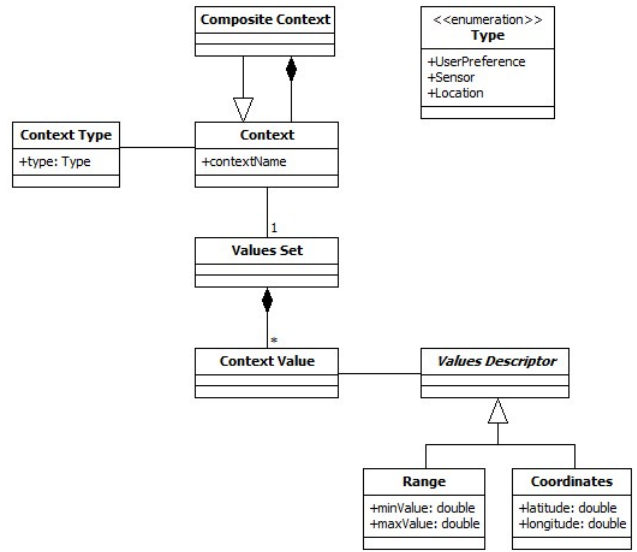 Composite Context
<<enumeration>>
Type
+UserPreference
+Sensor
+Location
Context Type
+type: Type
Context
+contextName
1
Values Set
*
Context Value
Values Descriptor
Range
+minValue: double
+maxValue: double
Coordinates
+latitude: double
+longitude: double